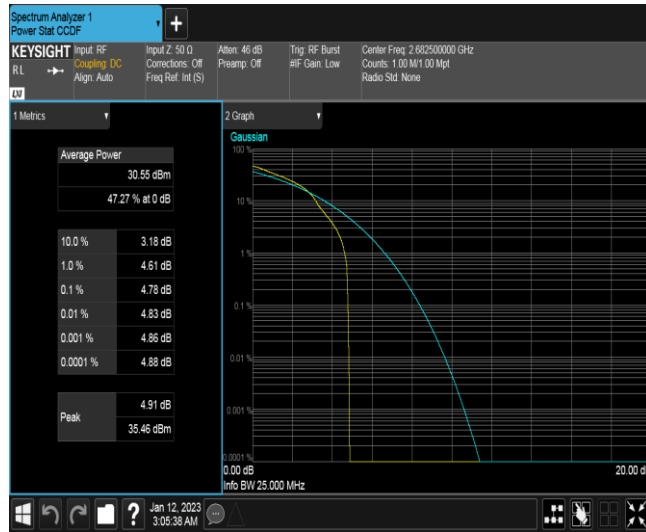 Spectrum Analyzer 1
Power Stat CCDF
+
KEYSIGHT
RL
LXI
Input: RF
Coupling: DC
Align: Auto
Input Z: 50 Ω
Corrections: Off
Freq Ref: Int (S)
Atten: 46 dB
Preamp: Off
Trig: RF Burst
#IF Gain: Low
Center Freq: 2.682500000 GHz
Counts: 1.00 M/1.00 Mpt
Radio Std: None
1 Metrics
Average Power
30.55 dBm
47.27 % at 0 dB
10.0 % 3.18 dB
1.0 % 4.61 dB
0.1 % 4.78 dB
0.01 % 4.83 dB
0.001 % 4.86 dB
0.0001 % 4.88 dB
Peak
4.91 dB
35.46 dBm
2 Graph
Gaussian
100 %
10 %
1 %
0.1 %
0.01 %
0.001 %
0.0001 %
0.00 dB
20.00 d
Info BW 25.000 MHz
?
Jan 12, 2023
3:05:38 AM